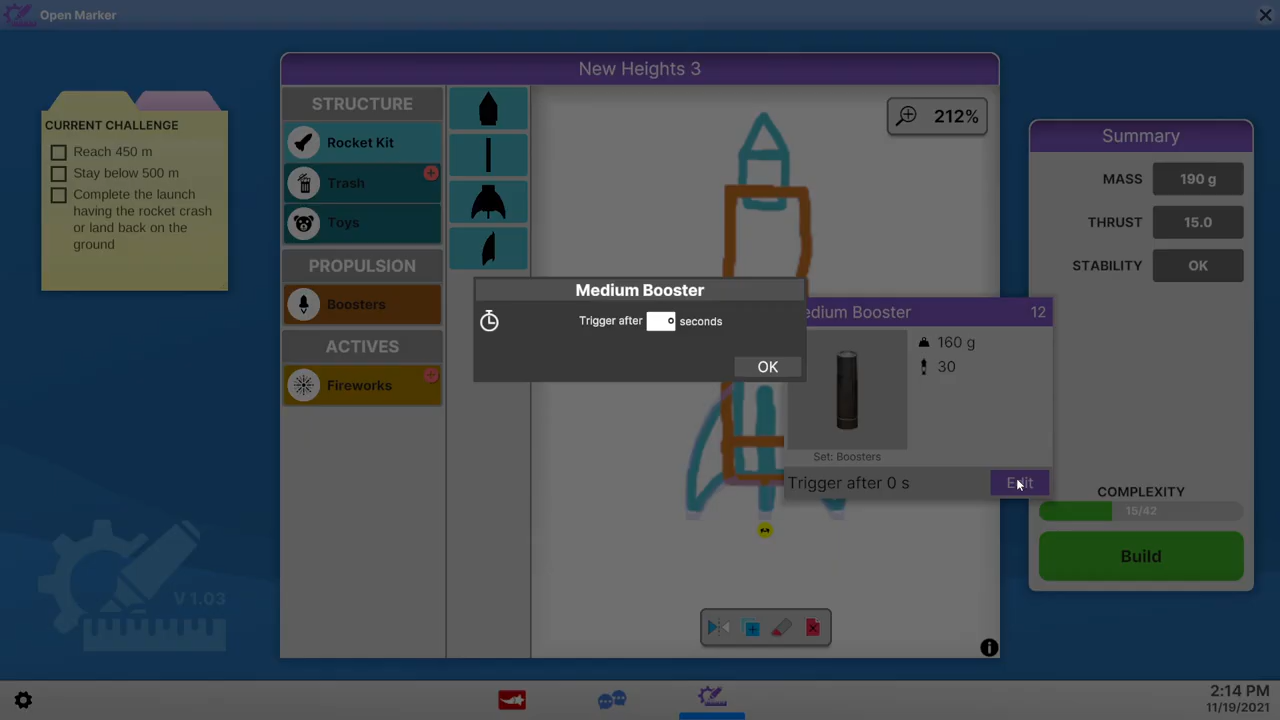 Open Marker
New Heights 3
CURRENT CHALLENGE
Reach 450 m
Stay below 500 m
Complete the launch
having the rocket crash
or land back on the
ground
STRUCTURE
Rocket Kit
Trash
Toys
PROPULSION
Boosters
ACTIVES
Fireworks
212%
Medium Booster
Trigger after 0 seconds
OK
edium Booster 12
160 g
30
Set: Boosters
Trigger after 0 s
Edit
Summary
MASS 190 g
THRUST 15.0
STABILITY OK
COMPLEXITY
15/42
Build
V 1.03
2:14 PM
11/19/2021